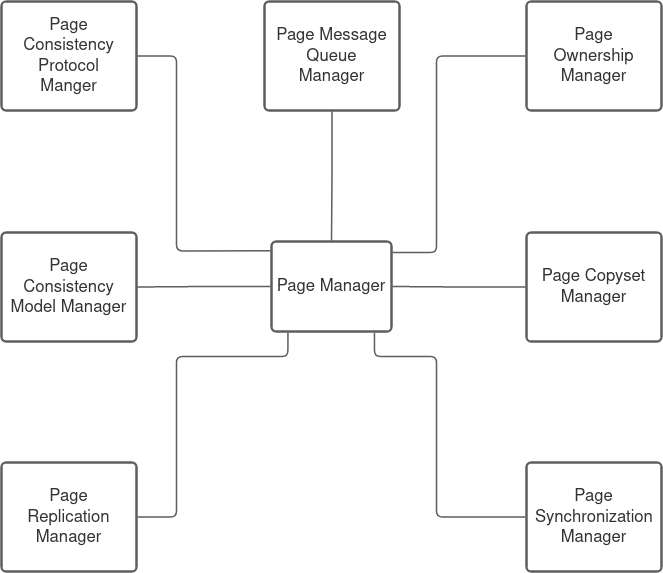 Page
Consistency
Protocol
Manger
Page Message
Queue
Manager
Page
Ownership
Manager
Page
Consistency
Model Manager
Page Manager
Page Copyset
Manager
Page
Replication
Manager
Page
Synchronization
Manager